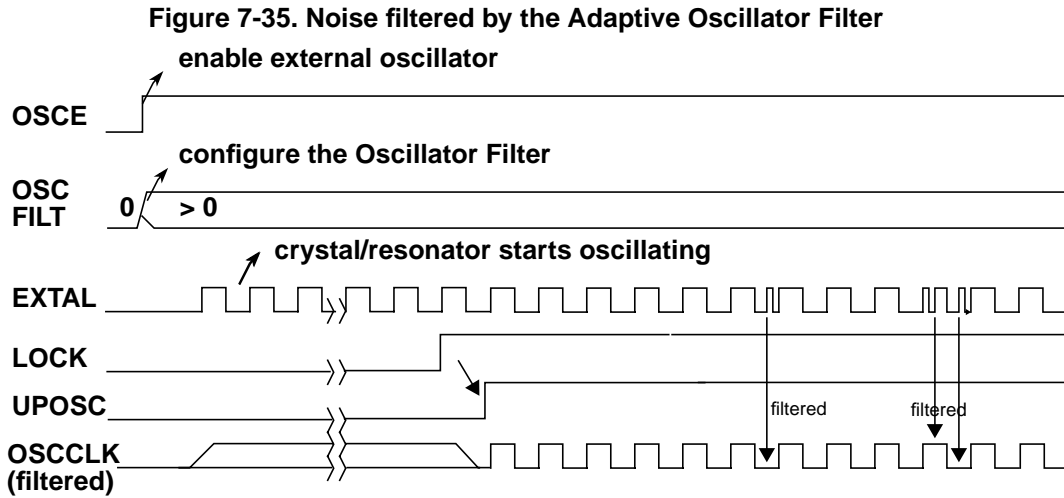 Figure 7-35. Noise filtered by the Adaptive Oscillator Filter
enable external oscillator
OSCE
configure the Oscillator Filter
OSC
FILT
0 > 0
crystal/resonator starts oscillating
EXTAL
LOCK
UPOSC
filtered filtered
OSCCLK
(filtered)